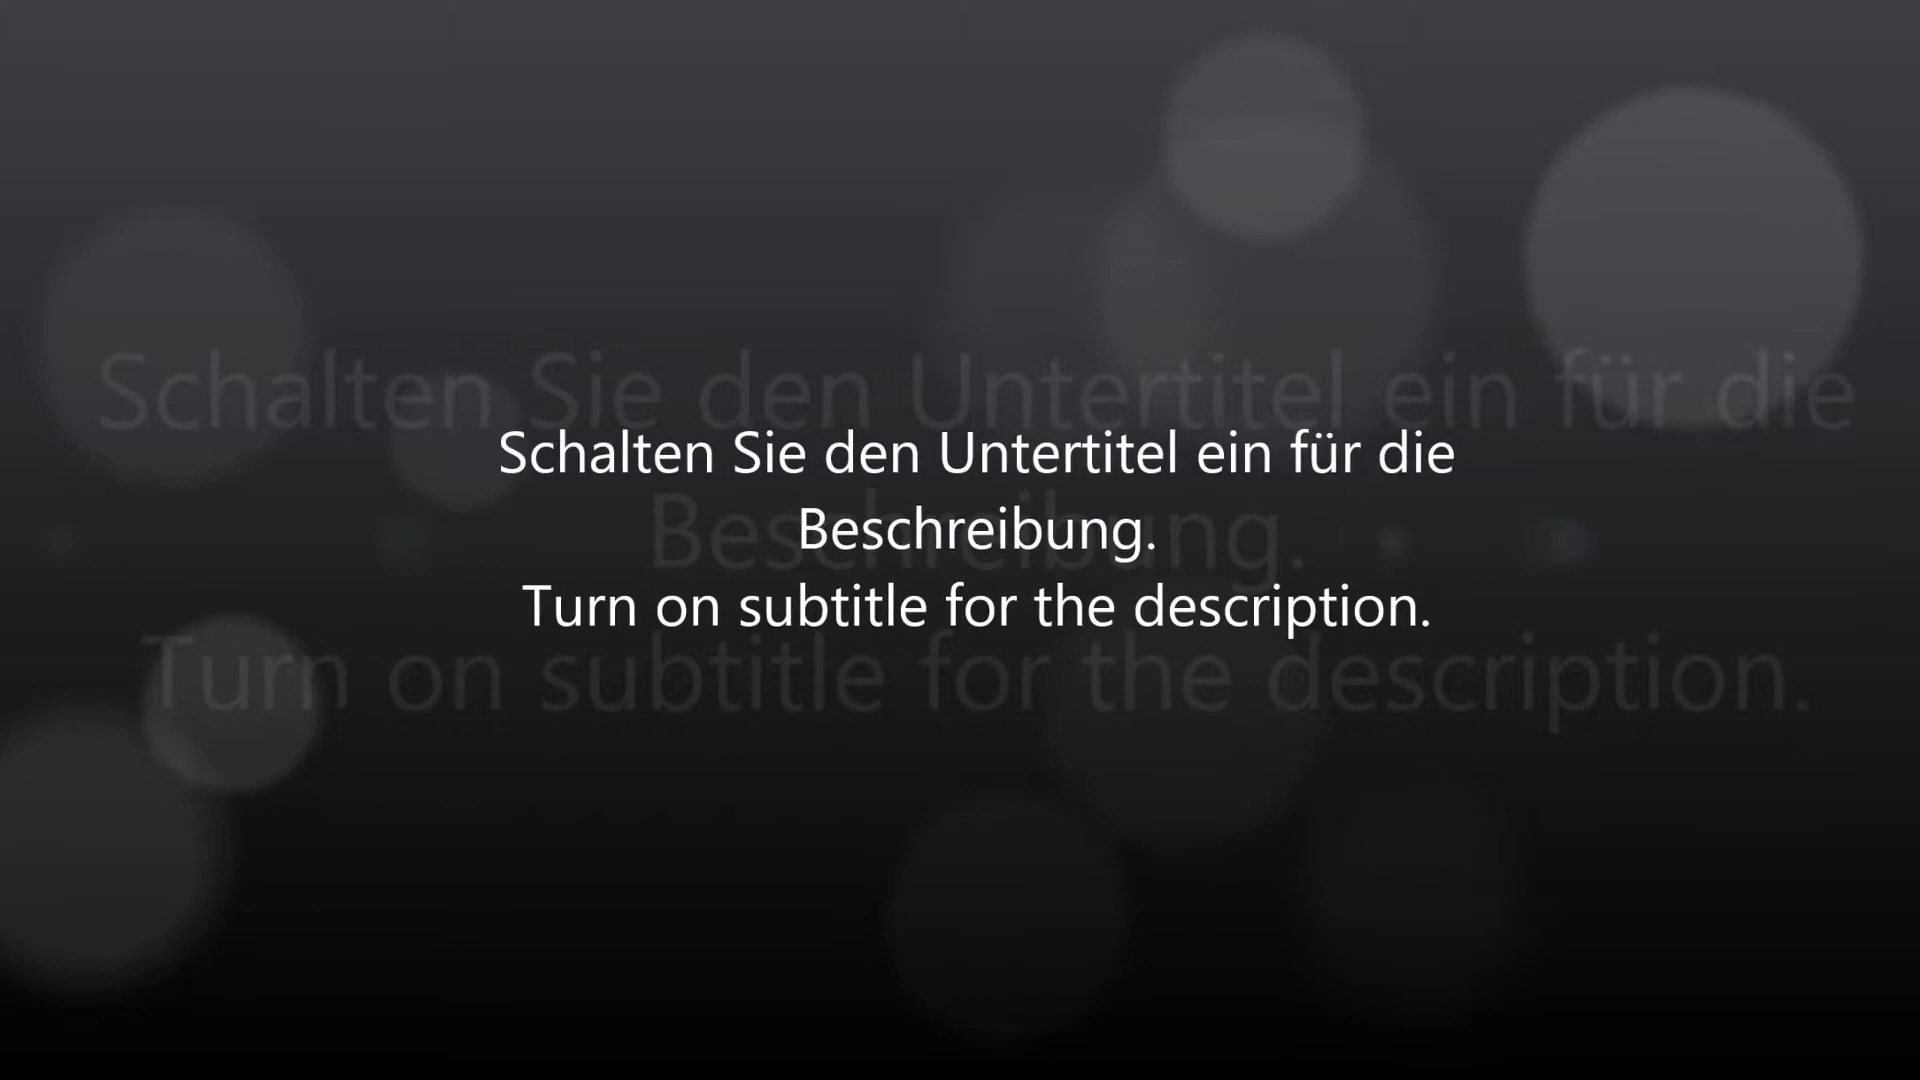 Schalten Sie den Untertitel ein für die
Schalten Sie den Untertitel ein für die
Beschreibung.
Beschreibung.
Turn on subtitle for the description.
Turn on subtitle for the description.